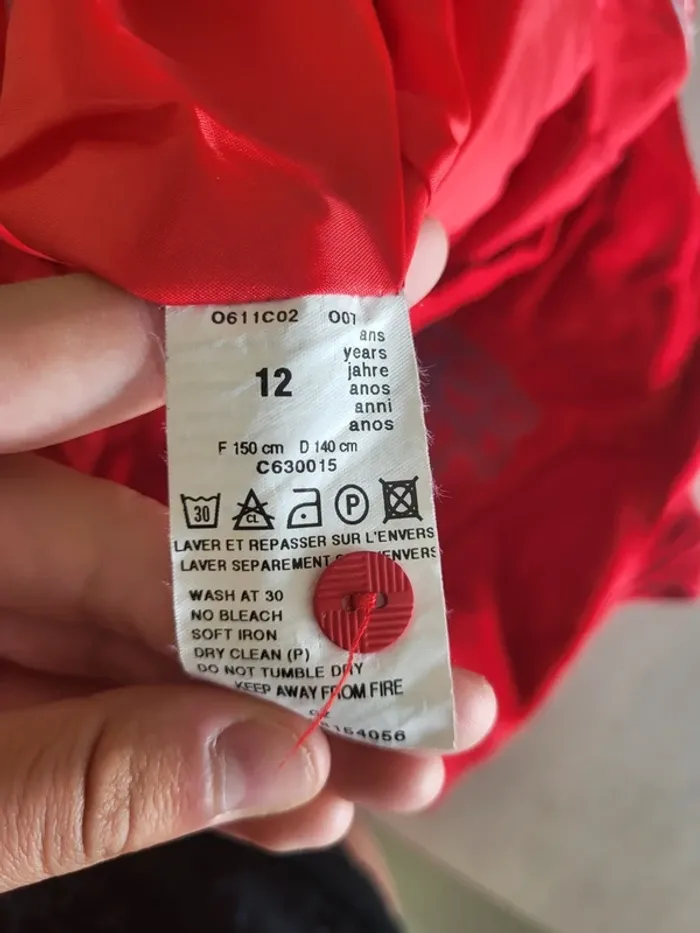 O611C02 001
ans
years
12 jahre
anos
anni
anos
F 150 cm D 140 cm
C630015
30 CL P
LAVER ET REPASSER SUR L'ENVERS
LAVER SEPAREMENT L'ENVERS
WASH AT 30
NO BLEACH
SOFT IRON
DRY CLEAN (P)
DO NOT TUMBLE DRY
KEEP AWAY FROM FIRE